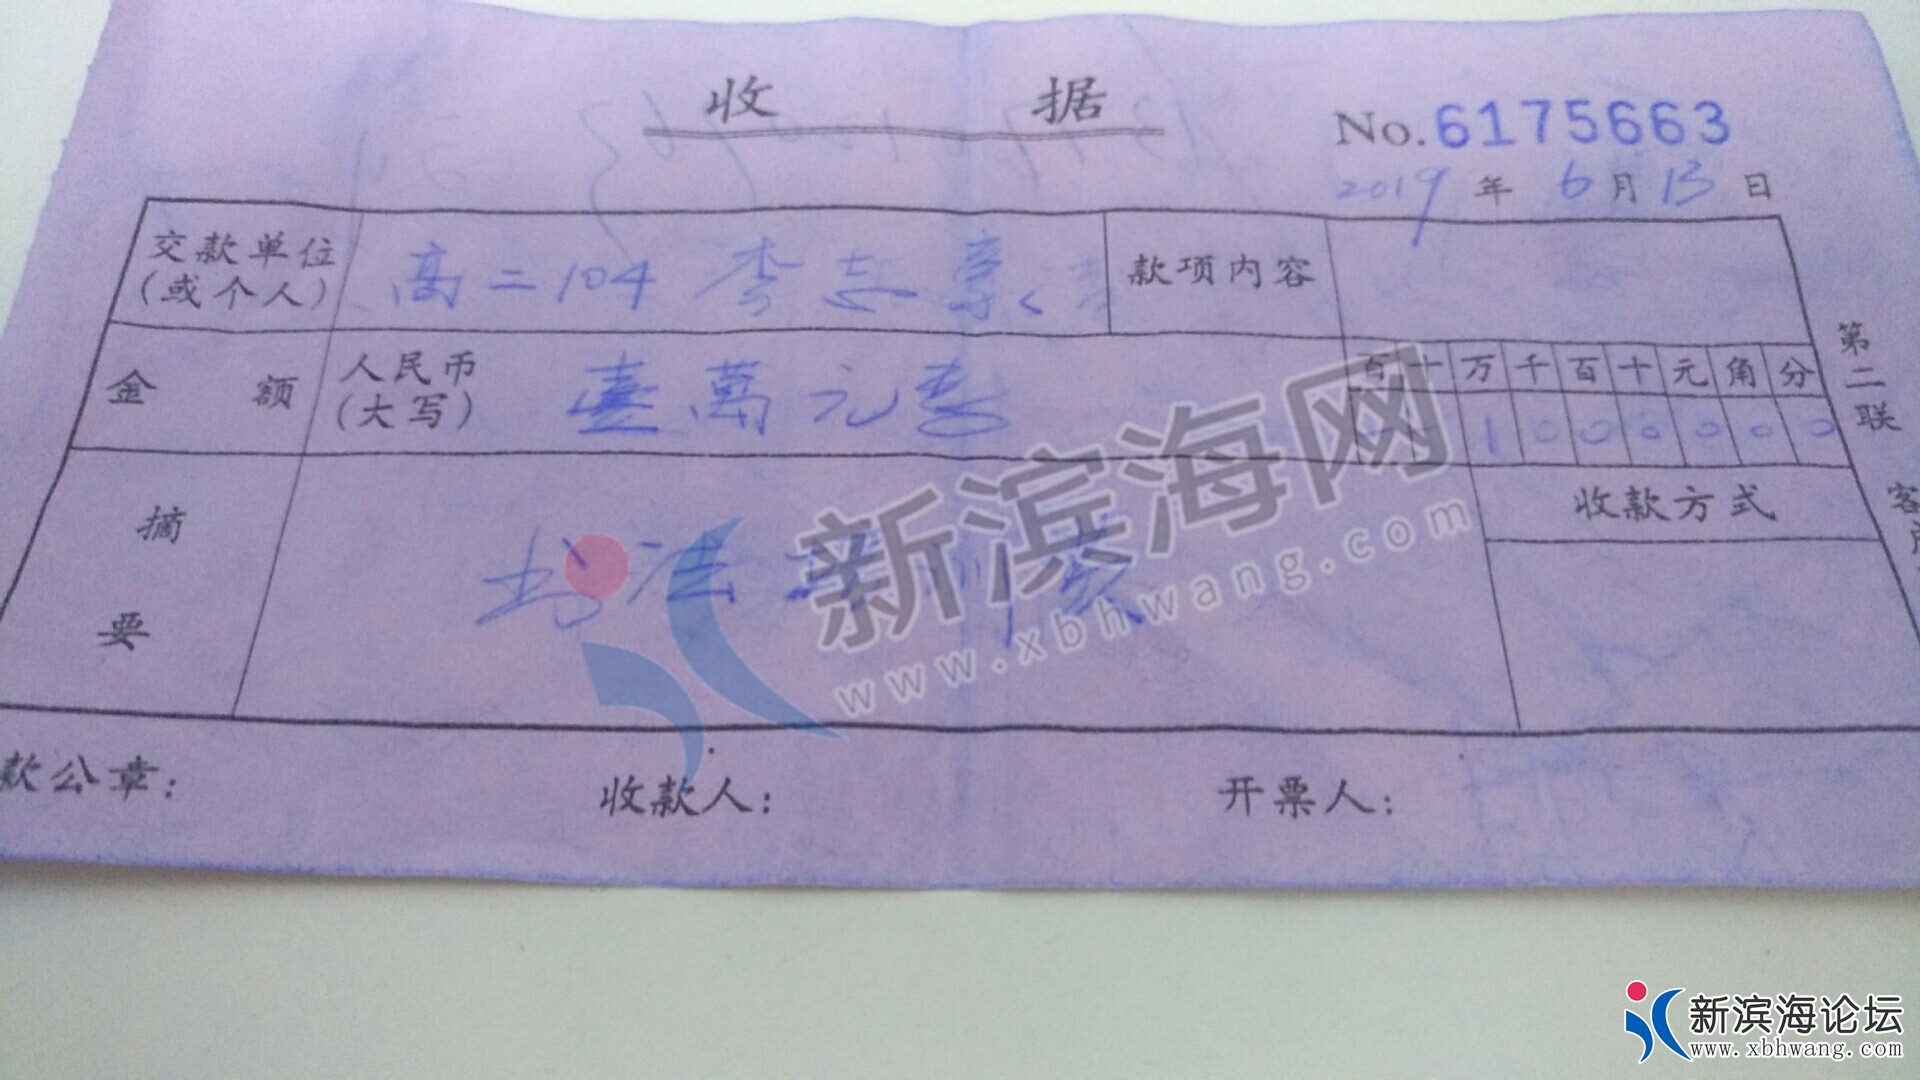 收 据
No.6175663
2019 年 6 月 13 日
交款单位
(或个人)
高二104 李志
款项内容
金 额
人民币
(大写)
壹萬元
百 十 万 千 百 十 元 角 分
1 0 0 0 0 0 0
摘
要
书法 费
收款方式
第二联
客
款公章:
收款人:
开票人:
新滨海网
www.xbhwang.com
新滨海论坛
www.xbhwang.com